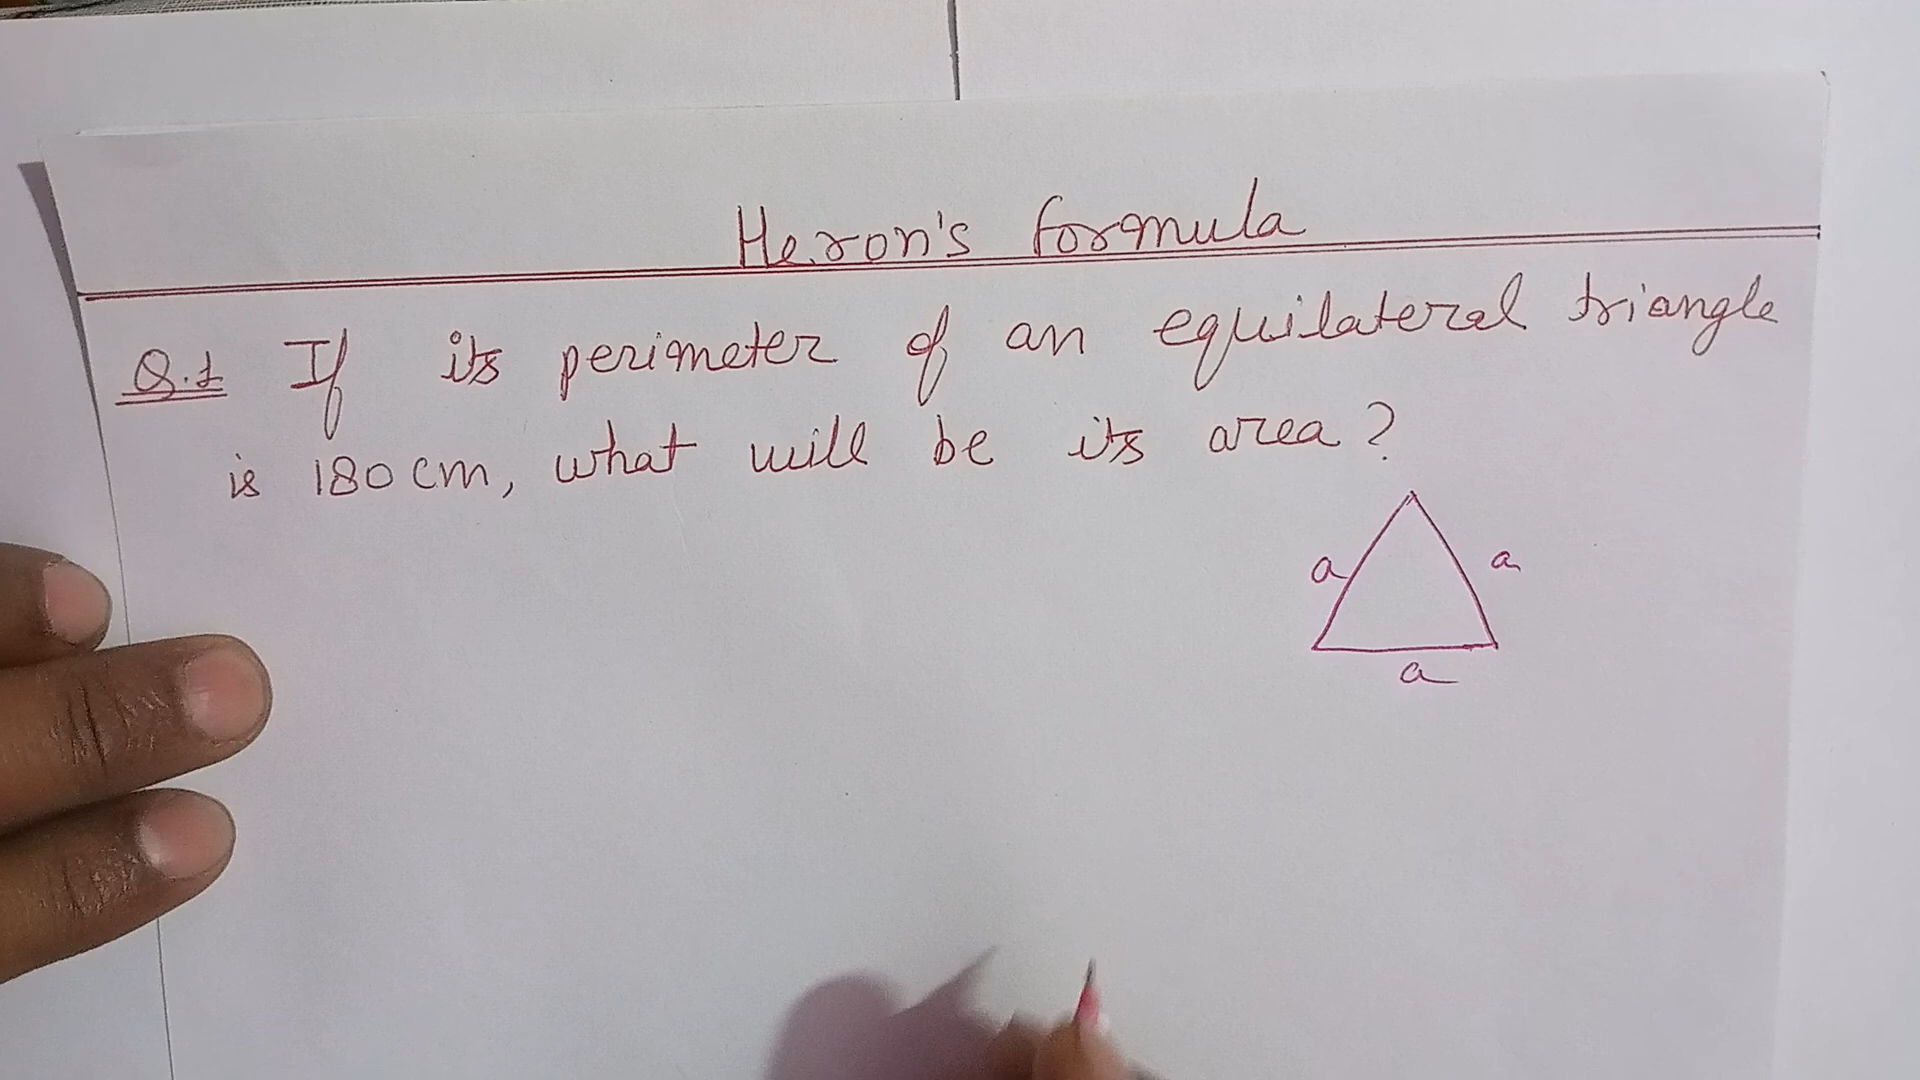 Heron's formula
Q.1 If its perimeter of an equilateral triangle
is 180 cm, what will be its area?
a a
a